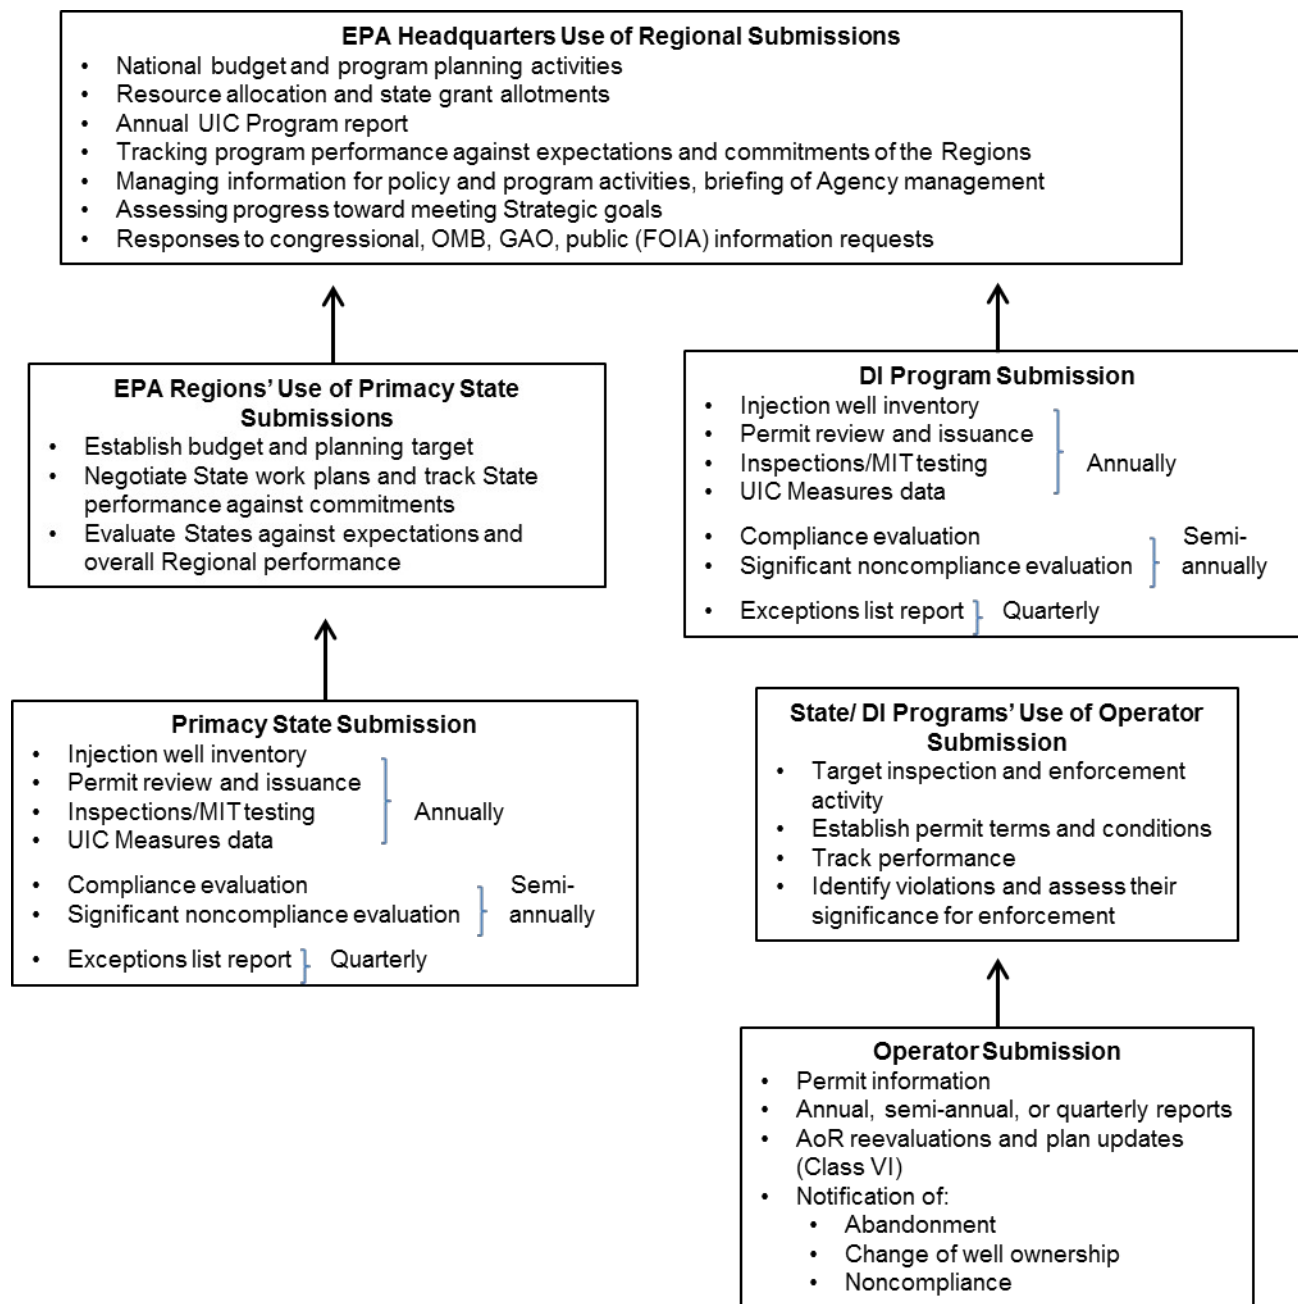 EPA Headquarters Use of Regional Submissions
• National budget and program planning activities
• Resource allocation and state grant allotments
• Annual UIC Program report
• Tracking program performance against expectations and commitments of the Regions
• Managing information for policy and program activities, briefing of Agency management
• Assessing progress toward meeting Strategic goals
• Responses to congressional, OMB, GAO, public (FOIA) information requests
EPA Regions’ Use of Primacy State
Submissions
• Establish budget and planning target
• Negotiate State work plans and track State
performance against commitments
• Evaluate States against expectations and
overall Regional performance
DI Program Submission
• Injection well inventory
• Permit review and issuance
• Inspections/MIT testing
• UIC Measures data
Annually
• Compliance evaluation
• Significant noncompliance evaluation
Semi-
annually
• Exceptions list report
Quarterly
Primacy State Submission
• Injection well inventory
• Permit review and issuance
• Inspections/MIT testing
• UIC Measures data
Annually
• Compliance evaluation
• Significant noncompliance evaluation
Semi-
annually
• Exceptions list report
Quarterly
State/ DI Programs’ Use of Operator
Submission
• Target inspection and enforcement
activity
• Establish permit terms and conditions
• Track performance
• Identify violations and assess their
significance for enforcement
Operator Submission
• Permit information
• Annual, semi-annual, or quarterly reports
• AoR reevaluations and plan updates
(Class VI)
• Notification of:
• Abandonment
• Change of well ownership
• Noncompliance